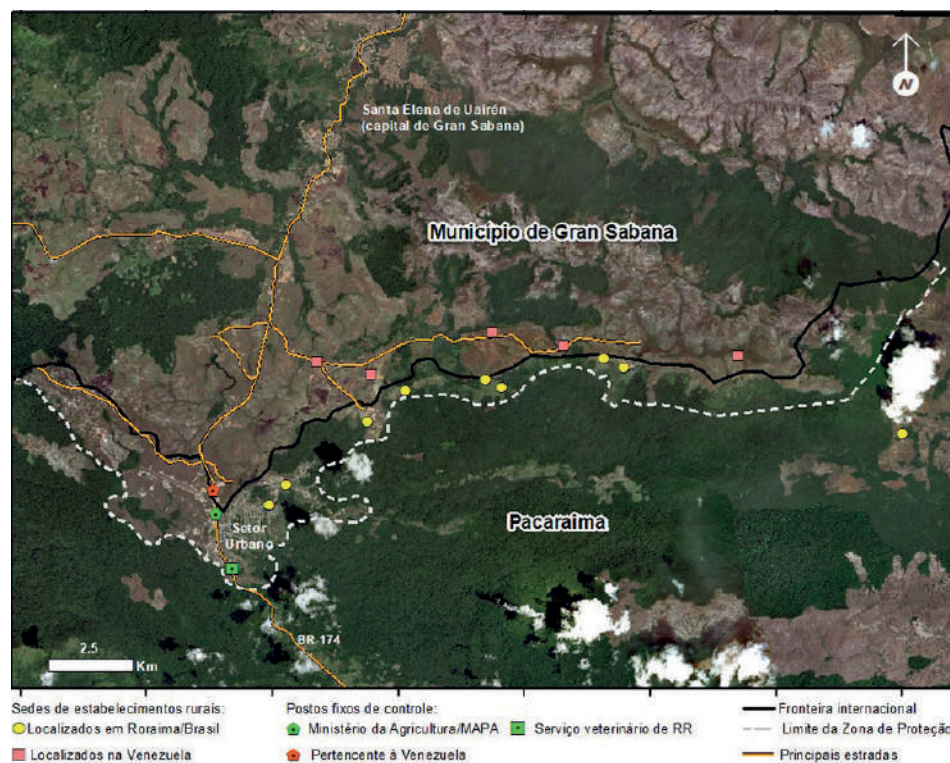 N
Santa Elena de Uairén
(capital de Gran Sabana)
Município de Gran Sabana
Setor
Urbano
Pacaraima
BR-174
2.5
Km
Sedes de estabelecimentos rurais:
Localizados em Roraima/Brasil
Localizados na Venezuela
Postos fixos de controle:
Ministério da Agricultura/MAPA
Serviço veterinário de RR
Pertencente à Venezuela
Fronteira internacional
Limite da Zona de Proteção
Principais estradas